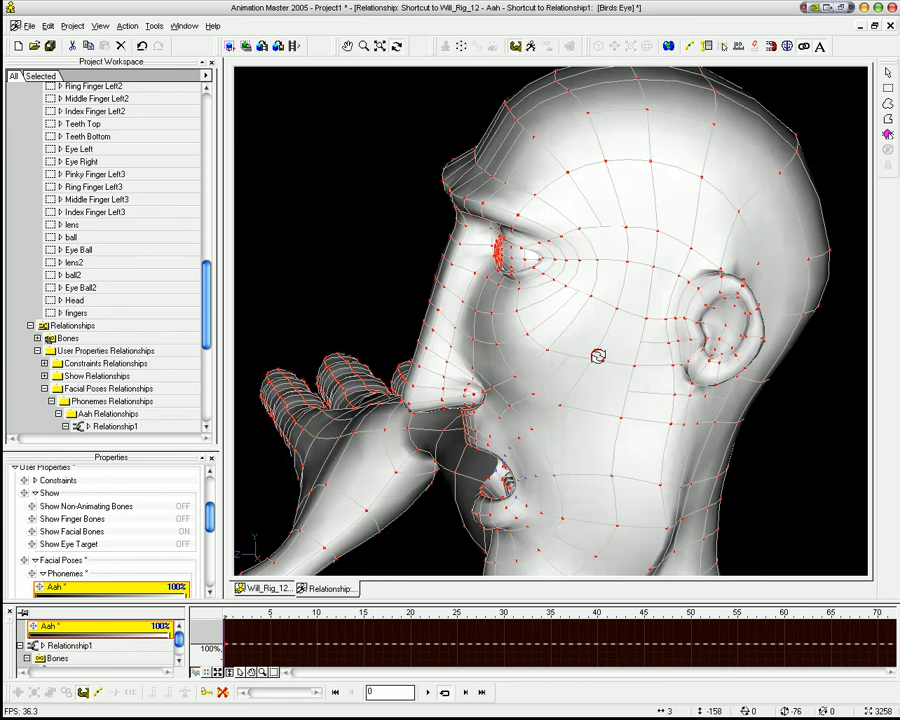 Animation Master 2005 - Project1 * - [Relationship: Shortcut to Will_Rig_12 - Aah - Shortcut to Relationship1: [Birds Eye] *]
File Edit Project View Action Tools Window Help
Project Workspace
All Selected
Ring Finger Left2
Middle Finger Left2
Index Finger Left2
Teeth Top
Teeth Bottom
Eye Left
Eye Right
Pinky Finger Left3
Ring Finger Left3
Middle Finger Left3
Index Finger Left3
lens
ball
Eye Ball
lens2
ball2
Eye Ball2
Head
fingers
Relationships
Bones
User Properties Relationships
Constraints Relationships
Show Relationships
Facial Poses Relationships
Phonemes Relationships
Aah Relationships
Relationship1
Properties
User Properties *
Constraints
Show
Show Non-Animating Bones OFF
Show Finger Bones OFF
Show Facial Bones ON
Show Eye Target OFF
Facial Poses *
Phonemes *
Aah * 100%
Y
Z
Will_Rig_12... Relationship:...
Aah * 100%
Relationship1
Bones
5 10 15 20 25 30 35 40 45 50 55 60 65 70
100%
0
FPS: 36.3 3 -158 0 -76 0 3258